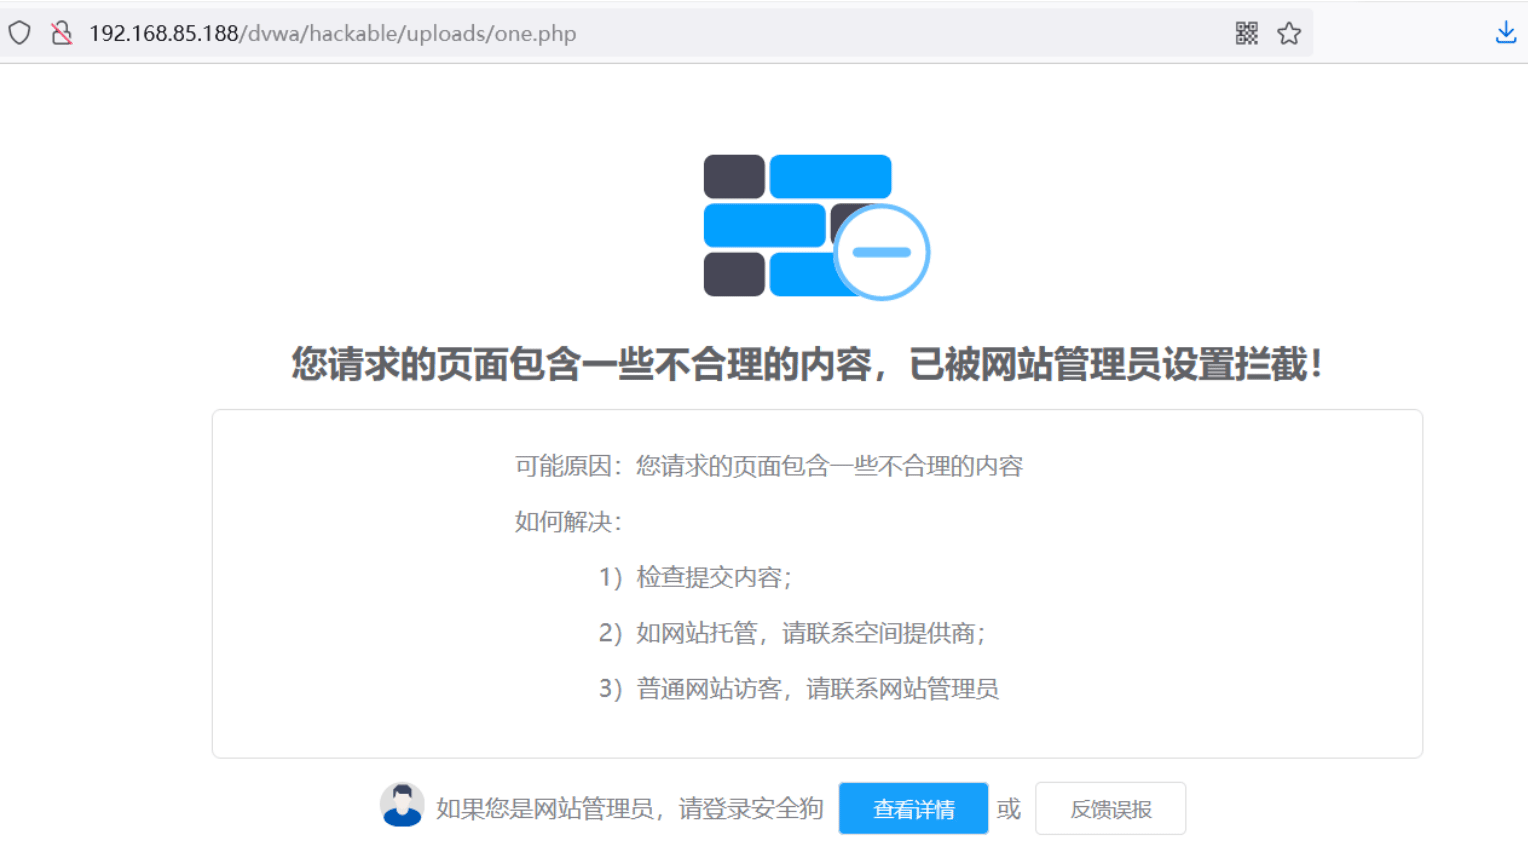 192.168.85.188/dvwa/hackable/uploads/one.php
您请求的页面包含一些不合理的内容，已被网站管理员设置拦截！
可能原因：您请求的页面包含一些不合理的内容
如何解决：
1）检查提交内容；
2）如网站托管，请联系空间提供商；
3）普通网站访客，请联系网站管理员
如果您是网站管理员，请登录安全狗 查看详情 或 反馈误报